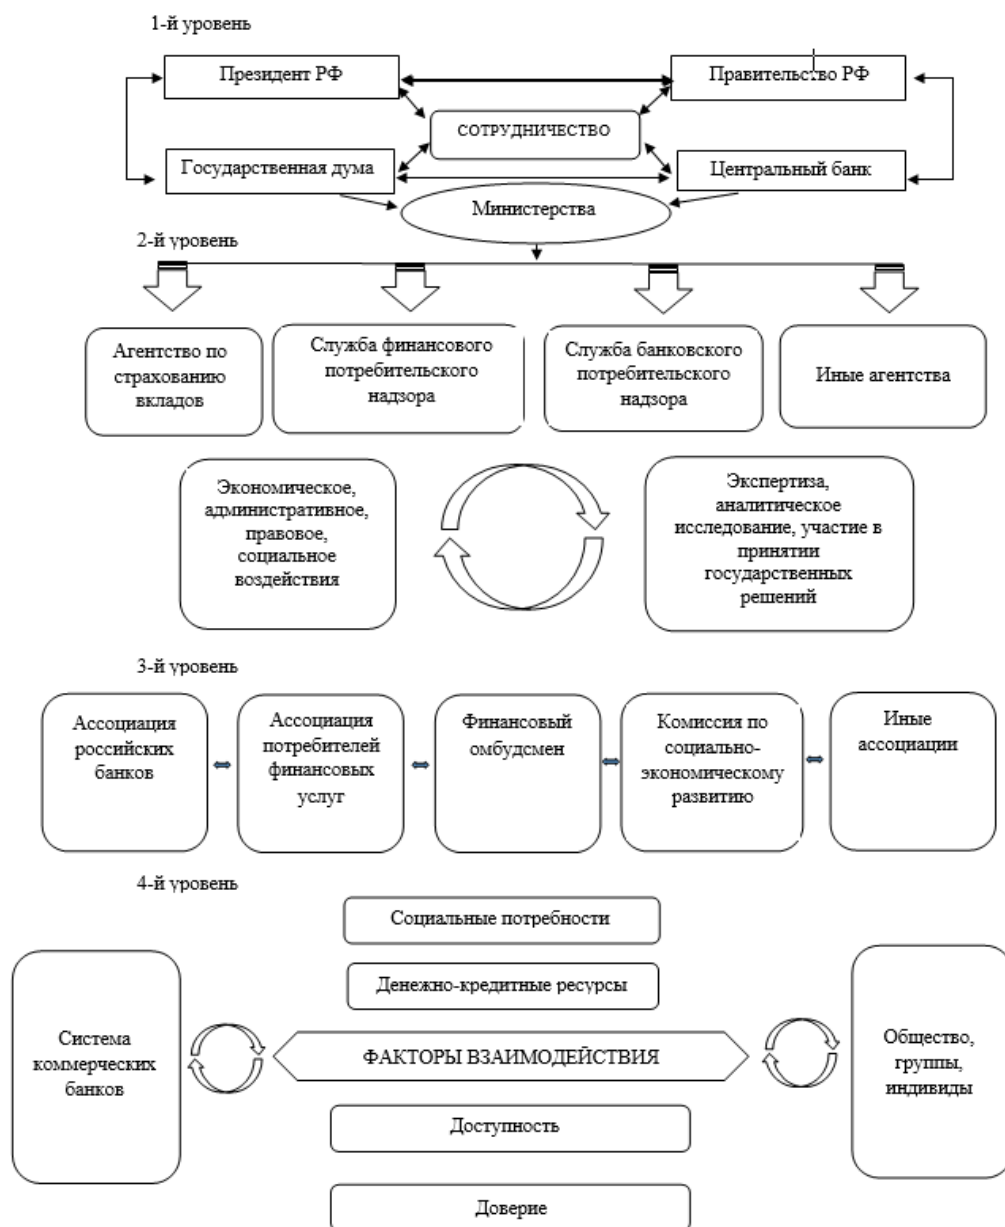 1-й уровень
Президент РФ
Правительство РФ
СОТРУДНИЧЕСТВО
Государственная дума
Центральный банк
Министерства
2-й уровень
Агентство по
страхованию
вкладов
Служба финансового
потребительского
надзора
Служба банковского
потребительского
надзора
Иные агентства
Экономическое,
административное,
правовое,
социальное
воздействия
Экспертиза,
аналитическое
исследование, участие в
принятии
государственных
решений
3-й уровень
Ассоциация
российских
банков
Ассоциация
потребителей
финансовых
услуг
Финансовый
омбудсмен
Комиссия по
социально-
экономическому
развитию
Иные
ассоциации
4-й уровень
Социальные потребности
Денежно-кредитные ресурсы
Система
коммерческих
банков
ФАКТОРЫ ВЗАИМОДЕЙСТВИЯ
Общество,
группы,
индивиды
Доступность
Доверие